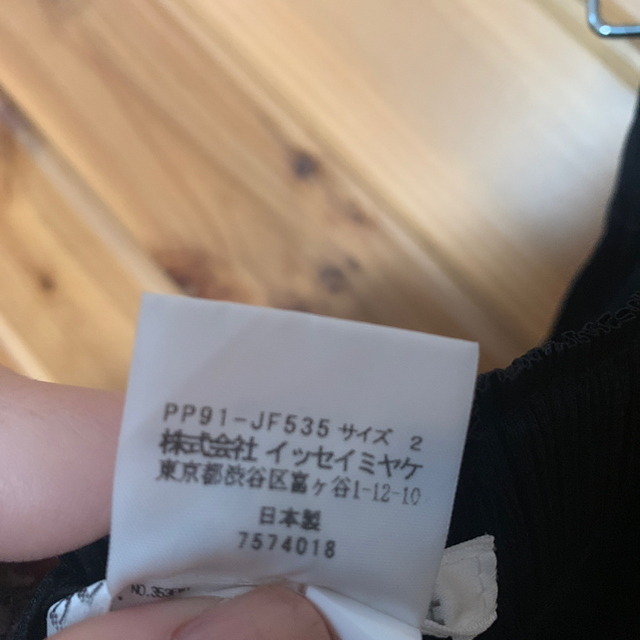 PP91-JF535 サイズ 2
株式会社 イッセイミヤケ
東京都渋谷区富ヶ谷1-12-10
日本製
7574018